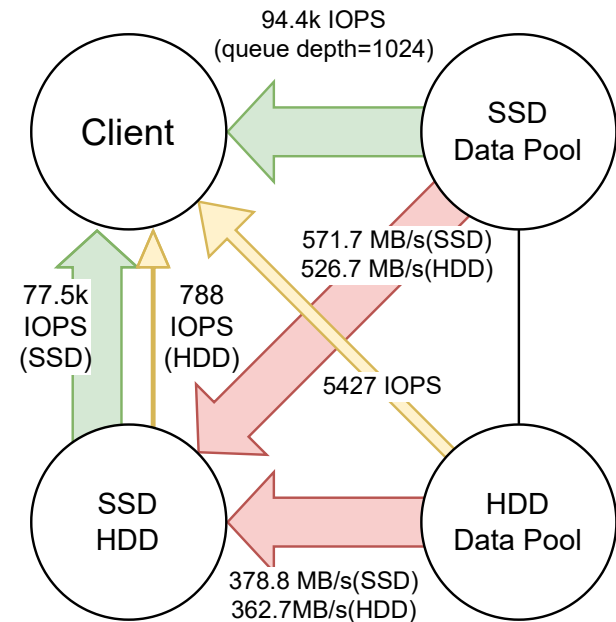 94.4k IOPS
(queue depth=1024)
Client
SSD
Data Pool
571.7 MB/s(SSD)
526.7 MB/s(HDD)
77.5k
IOPS
(SSD)
788
IOPS
(HDD)
5427 IOPS
SSD
HDD
HDD
Data Pool
378.8 MB/s(SSD)
362.7MB/s(HDD)